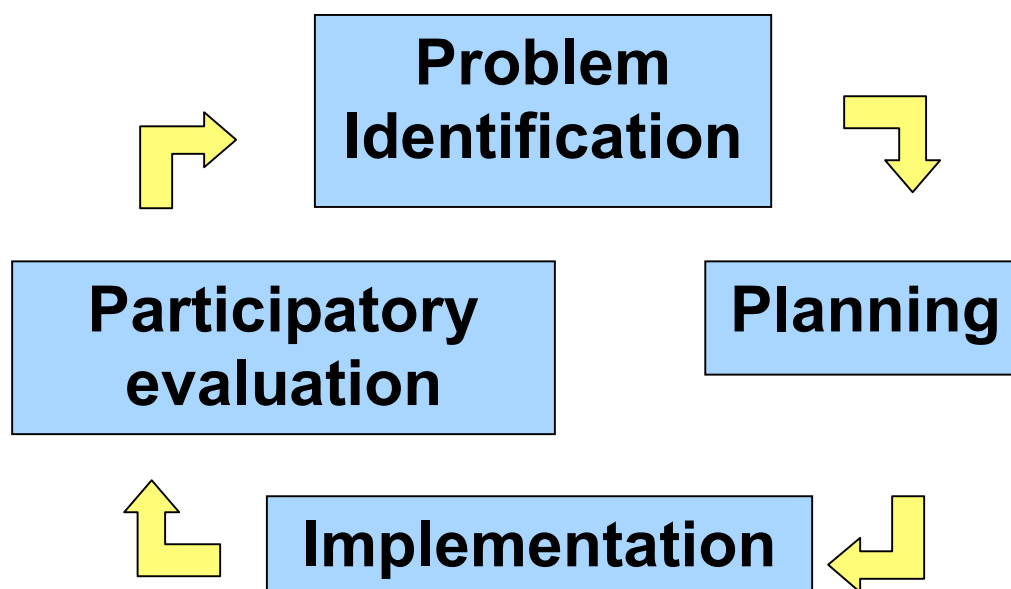 Problem
Identification
Participatory
evaluation
Planning
Implementation